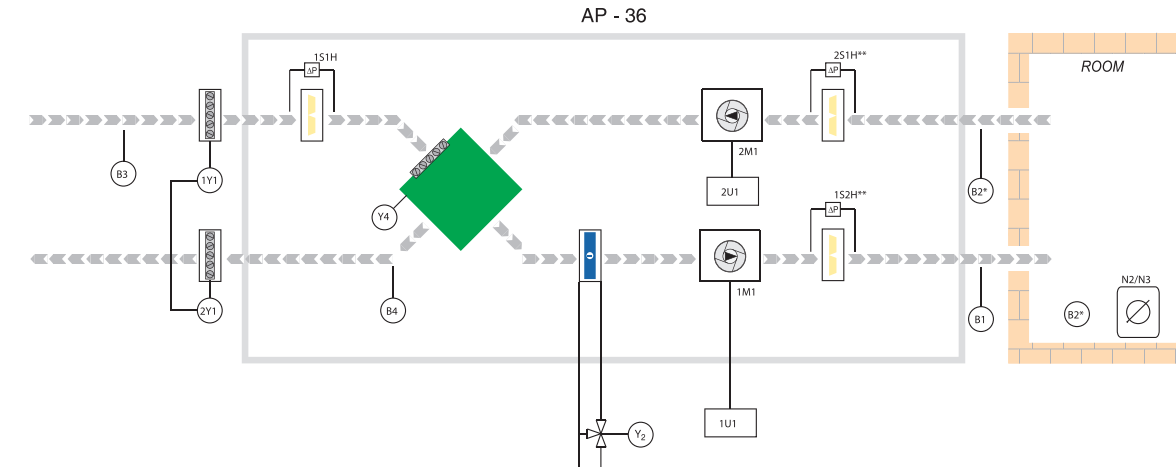 AP - 36
1S1H
ΔP
2S1H**
ΔP
ROOM
2M1
B3
1Y1
2U1
B2*
Y4
1S2H**
ΔP
N2/N3
1M1
2Y1
B4
B1
B2*
1U1
Y2